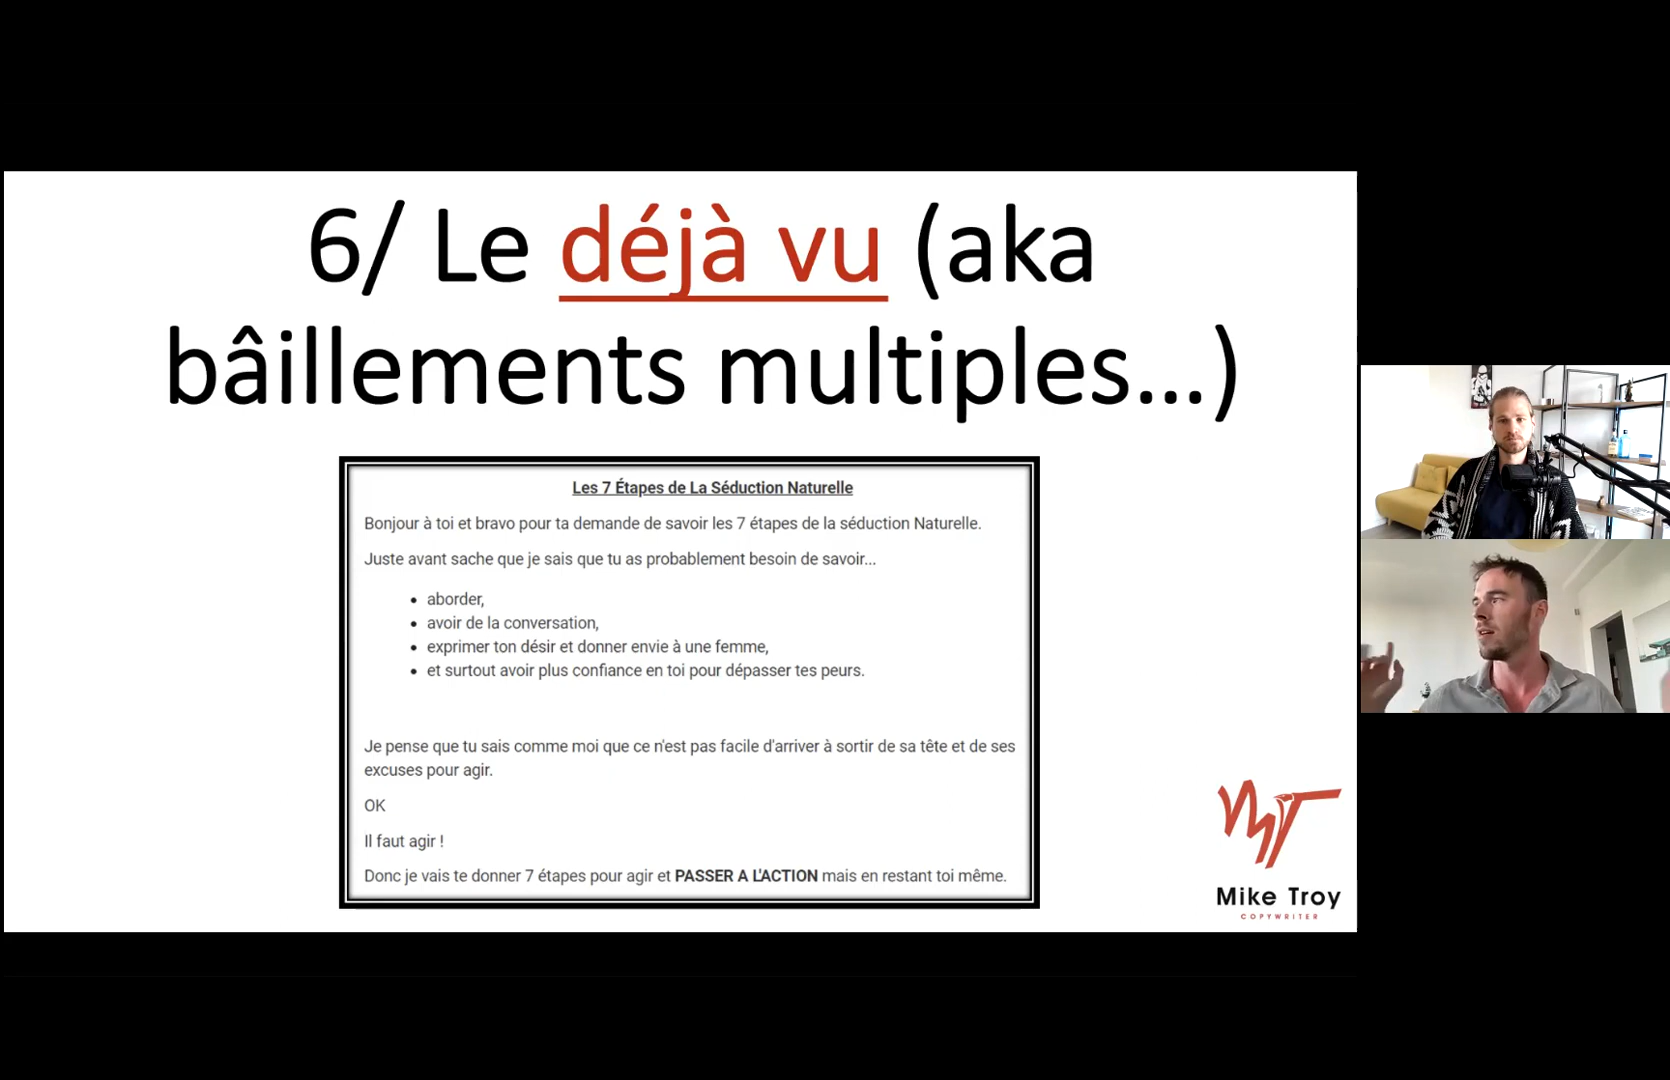 6/ Le déjà vu (aka
bâillements multiples...)
Les 7 Étapes de La Séduction Naturelle
Bonjour à toi et bravo pour ta demande de savoir les 7 étapes de la séduction Naturelle.
Juste avant sache que je sais que tu as probablement besoin de savoir...
• aborder,
• avoir de la conversation,
• exprimer ton désir et donner envie à une femme,
• et surtout avoir plus confiance en toi pour dépasser tes peurs.
Je pense que tu sais comme moi que ce n'est pas facile d'arriver à sortir de sa tête et de ses
excuses pour agir.
OK
Il faut agir !
Donc je vais te donner 7 étapes pour agir et PASSER A L'ACTION mais en restant toi même.
MT
Mike Troy
COPYWRITER